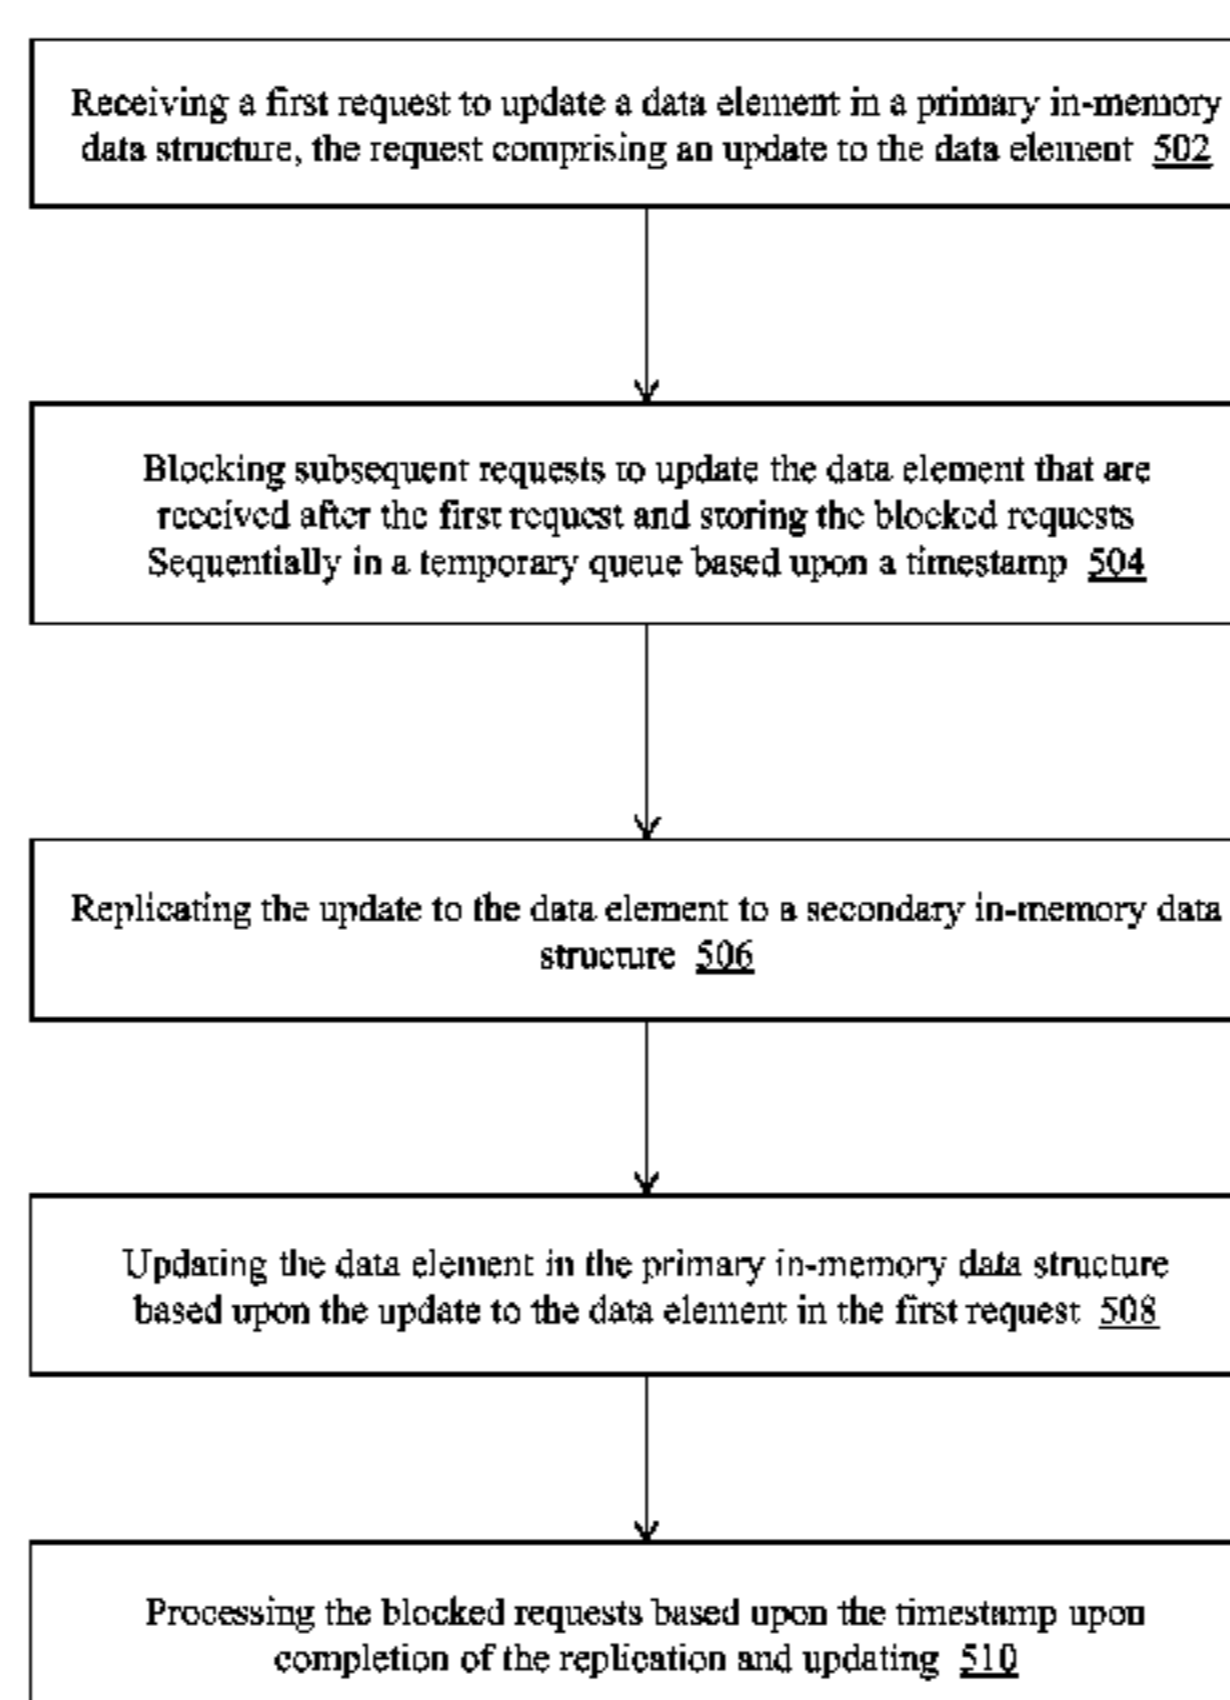 Receiving a first request to update a data element in a primary in-memory
data structure, the request comprising an update to the data element 502
Blocking subsequent requests to update the data element that are
received after the first request and storing the blocked requests
Sequentially in a temporary queue based upon a timestamp 504
Replicating the update to the data element to a secondary in-memory data
structure 506
Updating the data element in the primary in-memory data structure
based upon the update to the data element in the first request 508
Processing the blocked requests based upon the timestamp upon
completion of the replication and updating 510